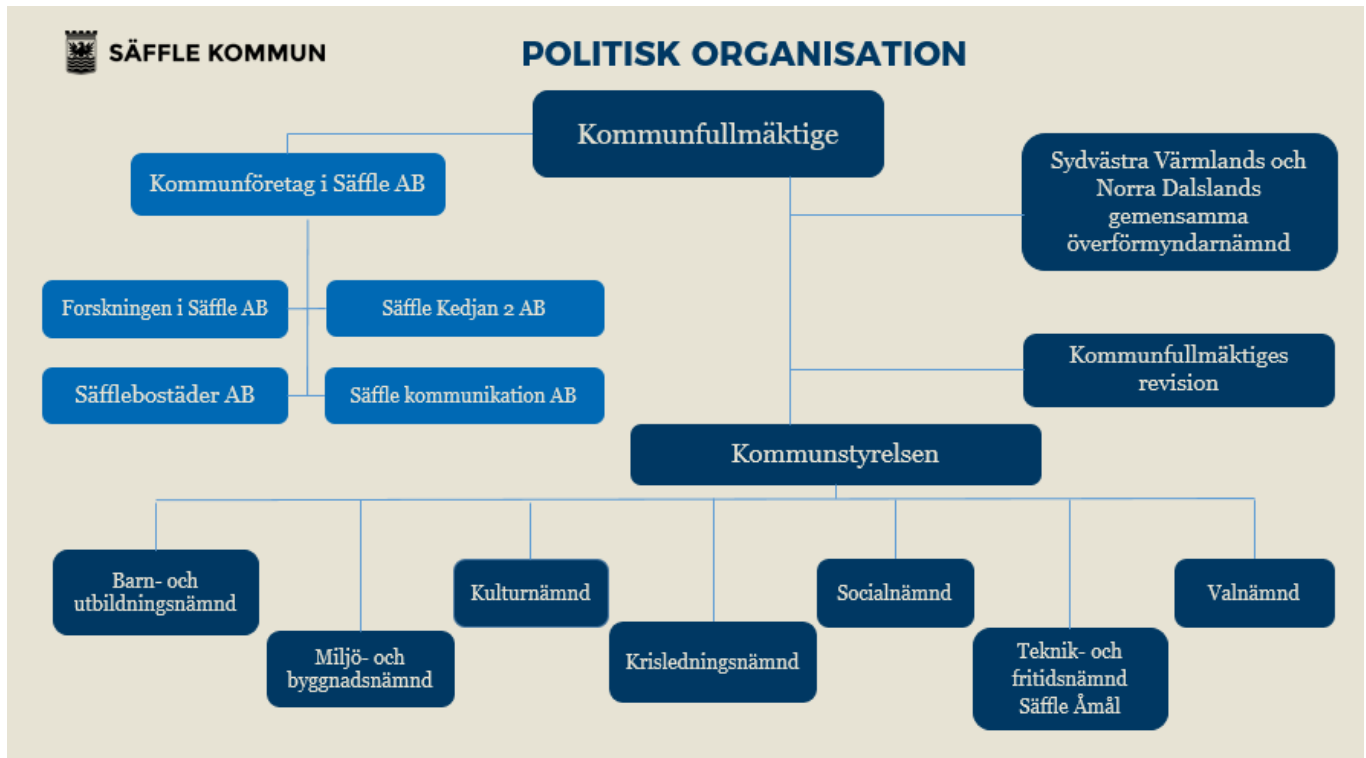 SÄFFLE KOMMUN
POLITISK ORGANISATION
Kommunfullmäktige
Kommunföretag i Säffle AB
Sydvästra Värmlands och
Norra Dalslands
gemensamma
överförmyndarnämnd
Forskningen i Säffle AB
Säffle Kedjan 2 AB
Säfflebostäder AB
Säffle kommunikation AB
Kommunfullmäktiges
revision
Kommunstyrelsen
Barn- och
utbildningsnämnd
Miljö- och
byggnadsnämnd
Kulturnämnd
Krisledningsnämnd
Socialnämnd
Teknik- och
fritidsnämnd
Säffle Åmål
Valnämnd